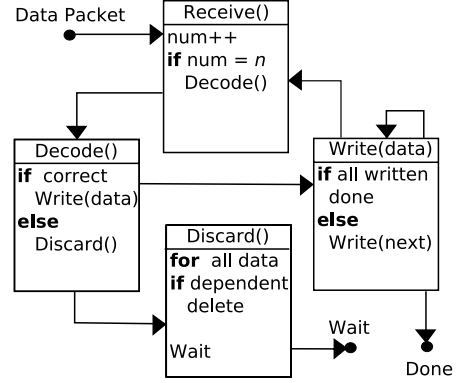 Data Packet
Receive()
num++
if num = n
Decode()
Decode()
if correct
Write(data)
else
Discard()
Write(data)
if all written
done
else
Write(next)
Discard()
for all data
if dependent
delete
Wait
Wait
Done